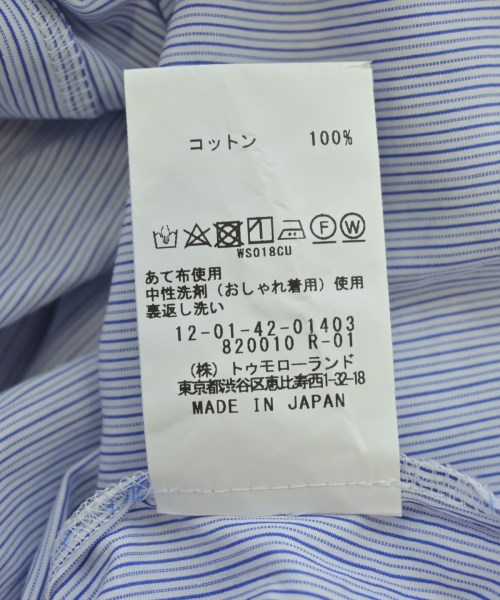 コットン 100%
F W
WS018CU
あて布使用
中性洗剤（おしゃれ着用）使用
裏返し洗い
12-01-42-01403
820010 R-01
（株）トゥモローランド
東京都渋谷区恵比寿西1-32-18
MADE IN JAPAN